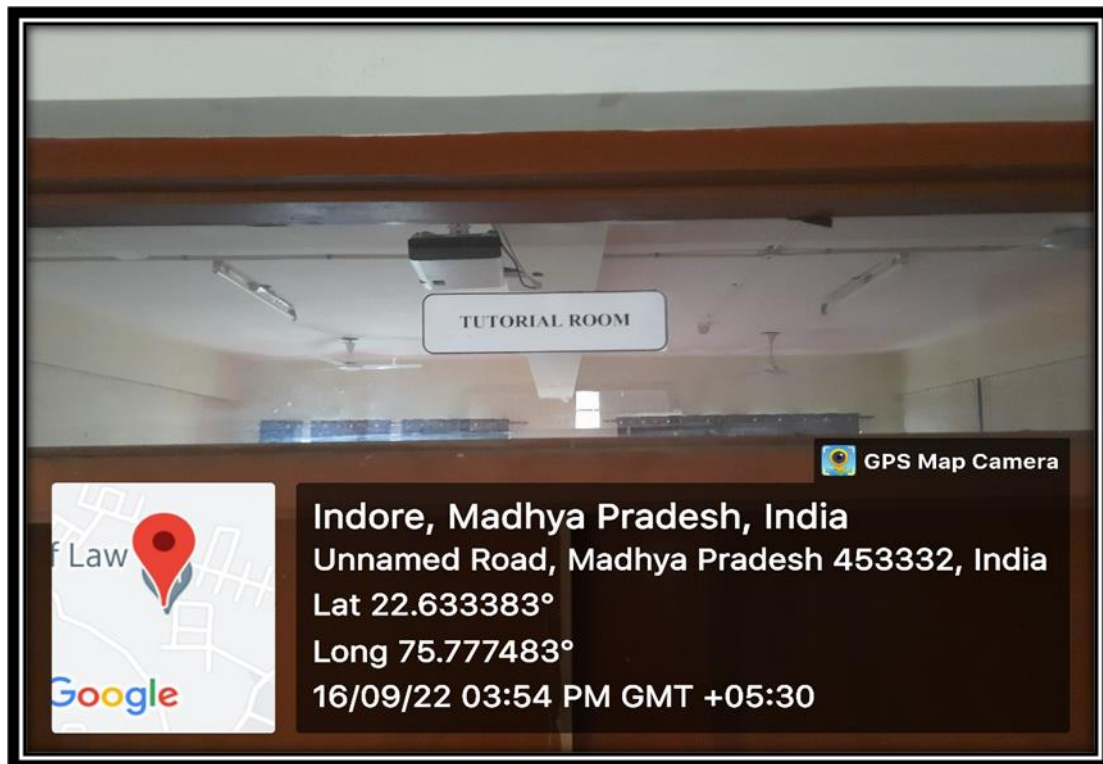 TUTORIAL ROOM
GPS Map Camera
f Law
Google
Indore, Madhya Pradesh, India
Unnamed Road, Madhya Pradesh 453332, India
Lat 22.633383°
Long 75.777483°
16/09/22 03:54 PM GMT +05:30